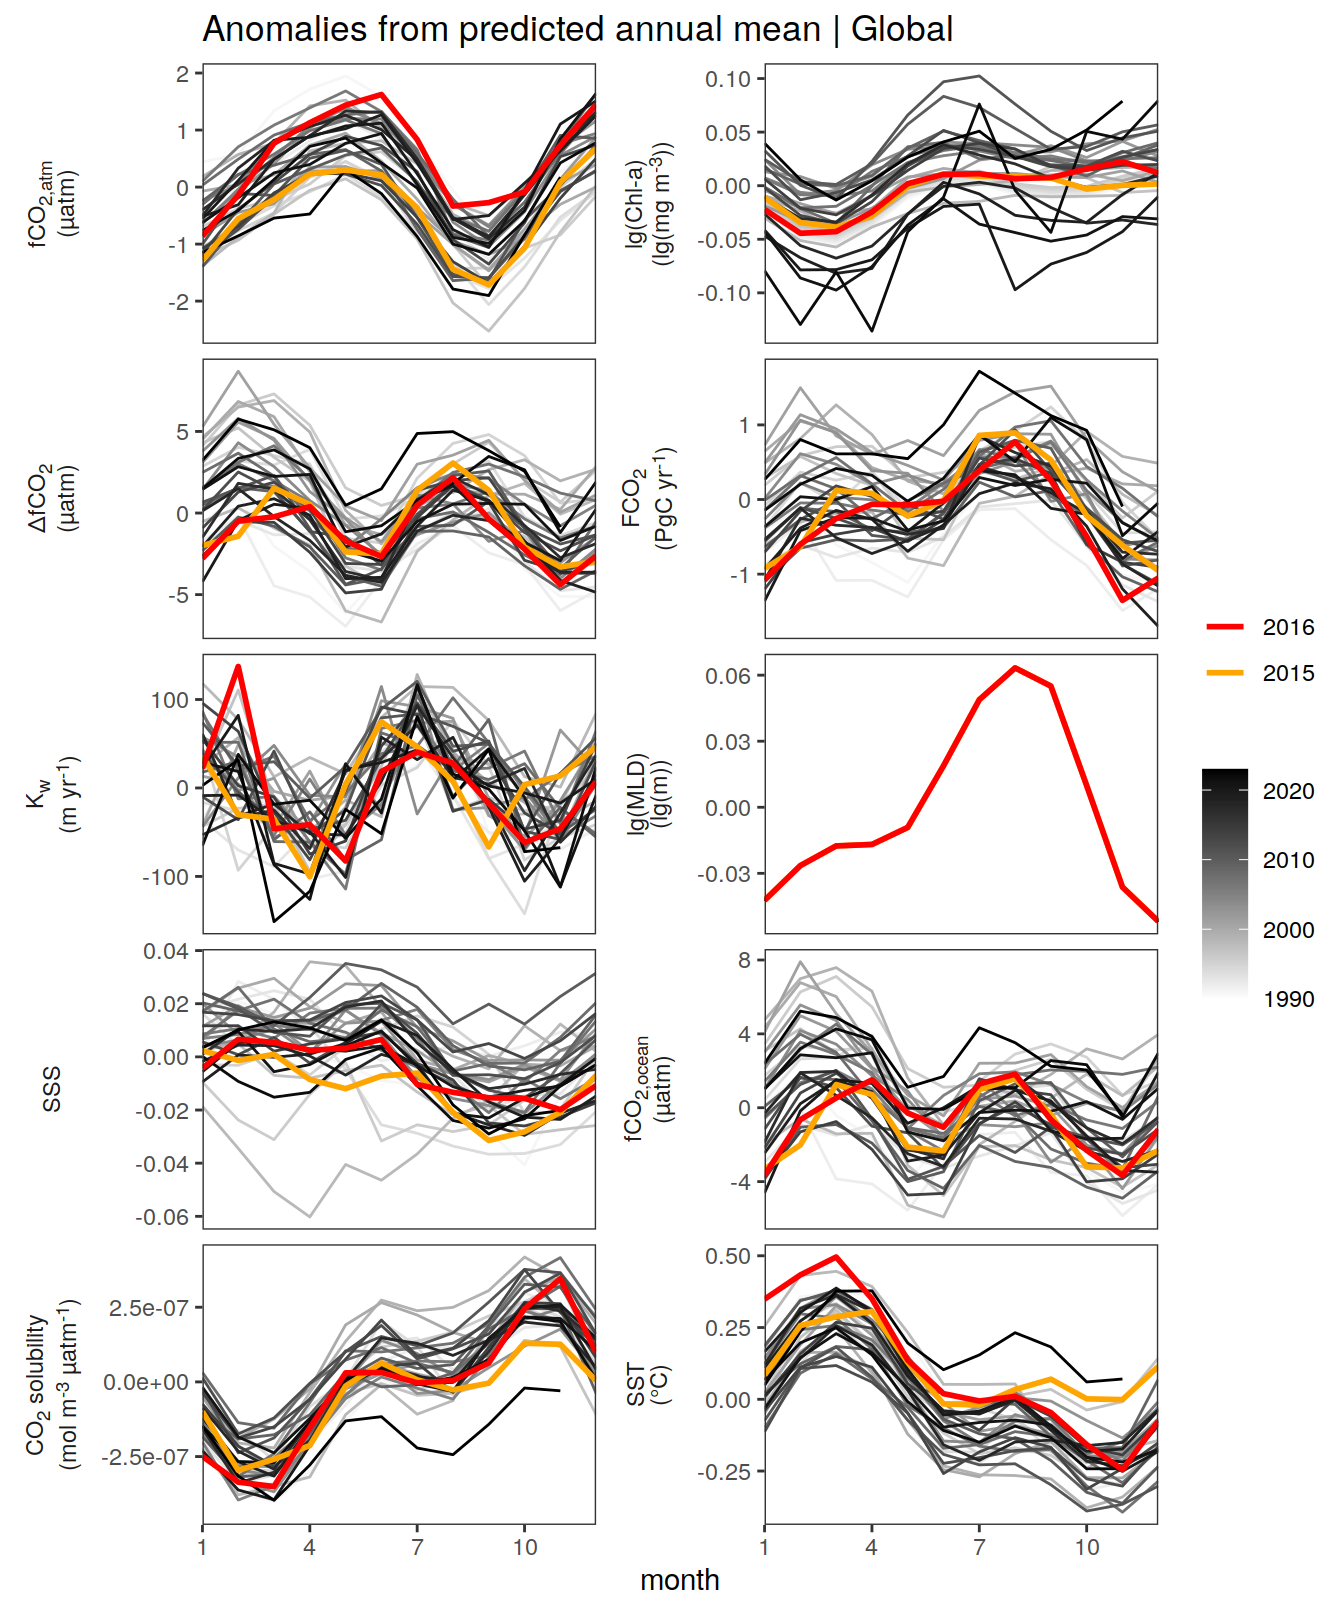 Anomalies from predicted annual mean | Global
fCO2,atm
(µatm)
2
1
0
-1
-2
lg(Chl-a)
(lg(mg m-3))
0.10
0.05
0.00
-0.05
-0.10
ΔfCO2
(µatm)
5
0
-5
FCO2
(PgC yr-1)
1
0
-1
Kw
(m yr-1)
100
0
-100
lg(MLD)
(lg(m))
0.06
0.03
0.00
-0.03
SSS
0.04
0.02
0.00
-0.02
-0.04
-0.06
fCO2,ocean
(µatm)
8
4
0
-4
CO2 solubility
(mol m-3 µatm-1)
2.5e-07
0.0e+00
-2.5e-07
SST
(°C)
0.50
0.25
0.00
-0.25
1 4 7 10
1 4 7 10
month
2016
2015
2020
2010
2000
1990